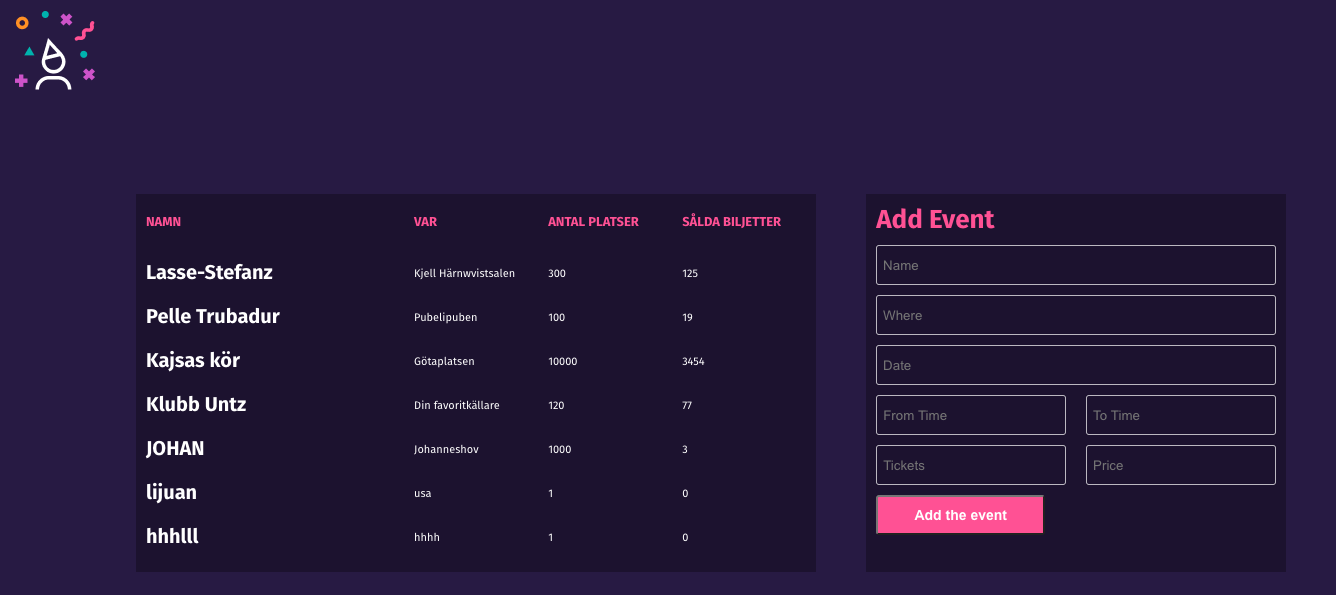 NAMN VAR ANTAL PLATSER SÅLDA BILJETTER
Lasse-Stefanz Kjell Härnwvistsalen 300 125
Pelle Trubadur Pubelipuben 100 19
Kajsas kör Götaplatsen 10000 3454
Klubb Untz Din favoritkällare 120 77
JOHAN Johanneshov 1000 3
lijuan usa 1 0
hhhlll hhhh 1 0
Add Event
Name
Where
Date
From Time To Time
Tickets Price
Add the event